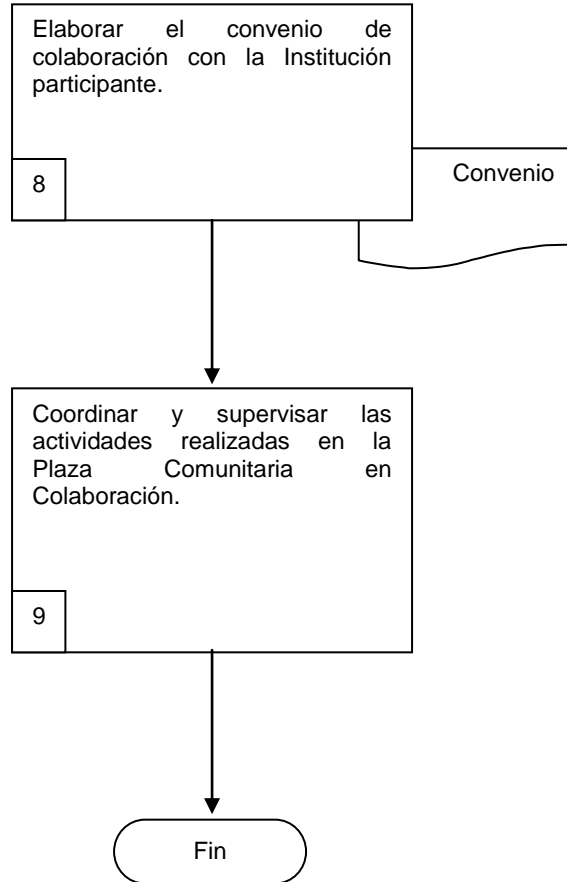 Elaborar el convenio de
colaboración con la Institución
participante.
8
Convenio
Coordinar y supervisar las
actividades realizadas en la
Plaza Comunitaria en
Colaboración.
9
Fin